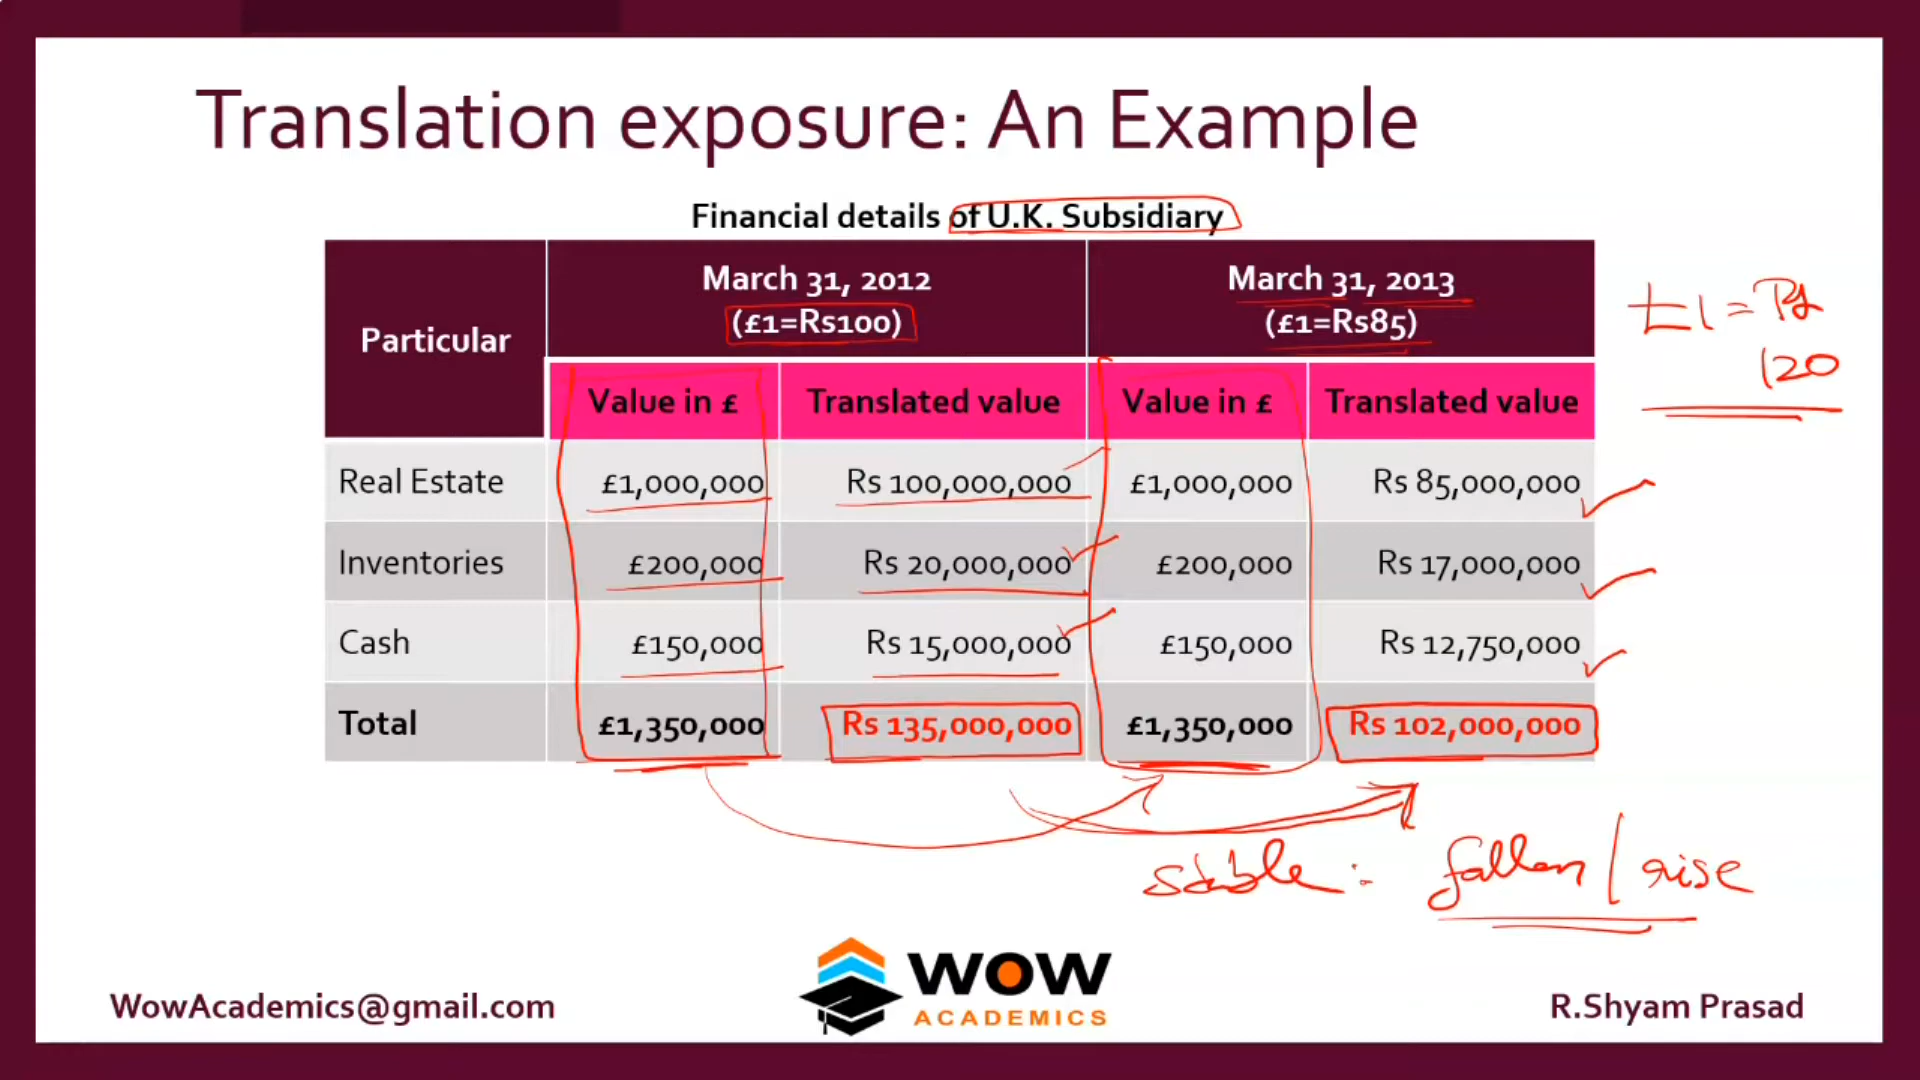 Translation exposure: An Example
Financial details of U.K. Subsidiary
Particular
March 31, 2012
(£1=Rs100)
March 31, 2013
(£1=Rs85)
£1 = Rs
120
Value in £ Translated value Value in £ Translated value
Real Estate £1,000,000 Rs 100,000,000 £1,000,000 Rs 85,000,000
Inventories £200,000 Rs 20,000,000 £200,000 Rs 17,000,000
Cash £150,000 Rs 15,000,000 £150,000 Rs 12,750,000
Total £1,350,000 Rs 135,000,000 £1,350,000 Rs 102,000,000
stable: fallen / rise
WOW
ACADEMICS
WowAcademics@gmail.com
R.Shyam Prasad